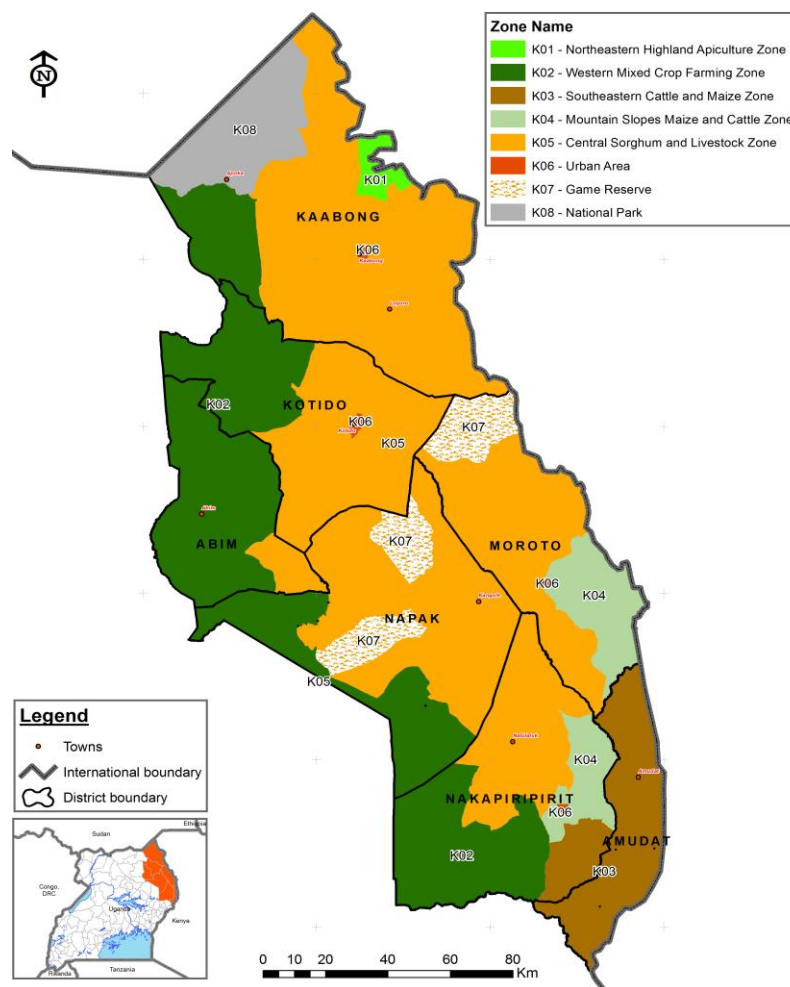 Zone Name
K01 - Northeastern Highland Apiculture Zone
K02 - Western Mixed Crop Farming Zone
K03 - Southeastern Cattle and Maize Zone
K04 - Mountain Slopes Maize and Cattle Zone
K05 - Central Sorghum and Livestock Zone
K06 - Urban Area
K07 - Game Reserve
K08 - National Park
N
K08
K01
KAABONG
K06
Kaabong
K02
KOTIDO
K06
K05
K07
Abim
ABIM
K07
MOROTO
K06
K04
NAPAK
K07
K05
K04
NAKAPIRIPIRIT
K06
Amudat
AMUDAT
K02
K03
Legend
Towns
International boundary
District boundary
Sudan
Ethiopia
Congo,
DRC
Uganda
Kenya
Rwanda
Tanzania
0 10 20 40 60 80
Km